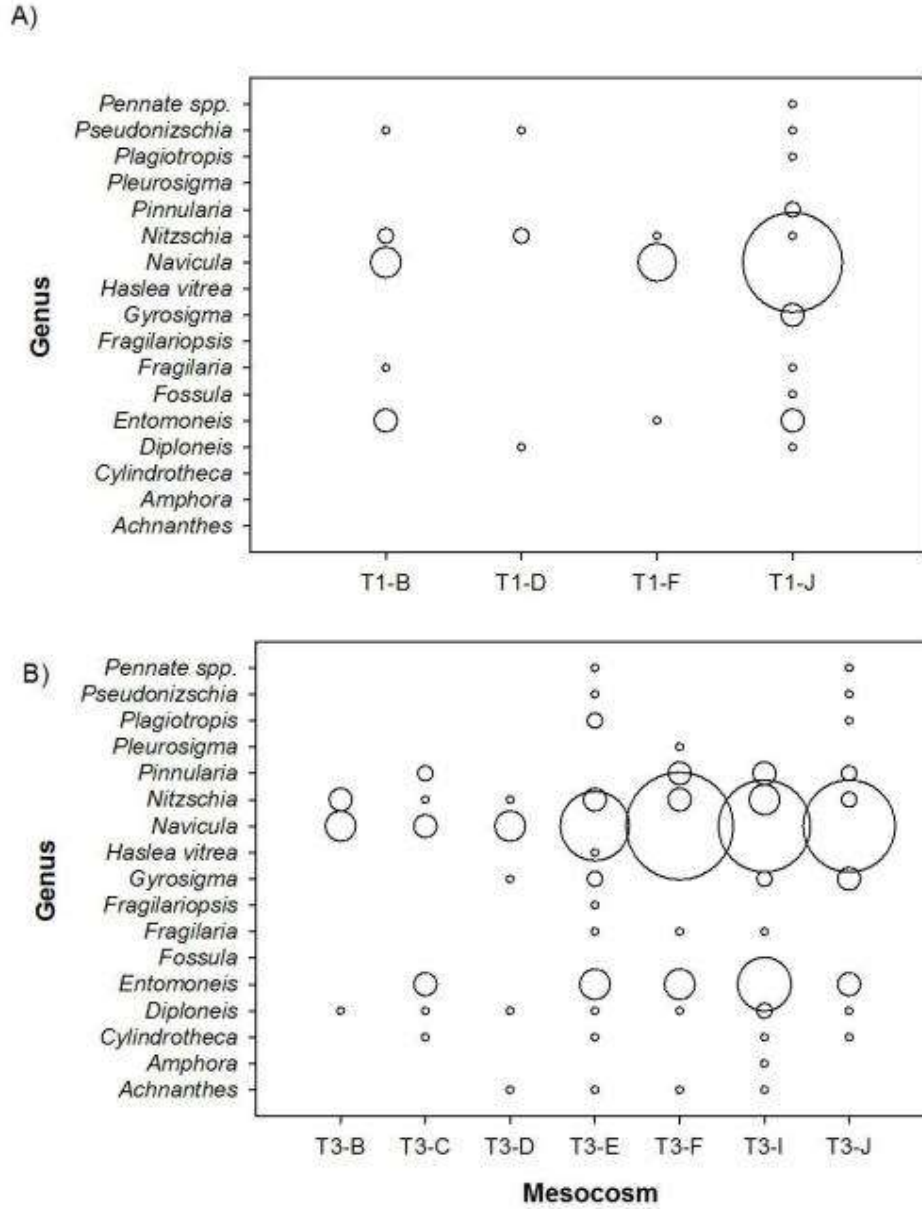 A)
Pennate spp.
Pseudonizschia
Plagiotropis
Pleurosigma
Pinnularia
Nitzschia
Navicula
Haslea vitrea
Gyrosigma
Fragilariopsis
Fragilaria
Fossula
Entomoneis
Diploneis
Cylindrotheca
Amphora
Achnanthes
Genus
T1-B T1-D T1-F T1-J
B)
Pennate spp.
Pseudonizschia
Plagiotropis
Pleurosigma
Pinnularia
Nitzschia
Navicula
Haslea vitrea
Gyrosigma
Fragilariopsis
Fragilaria
Fossula
Entomoneis
Diploneis
Cylindrotheca
Amphora
Achnanthes
Genus
T3-B T3-C T3-D T3-E T3-F T3-I T3-J
Mesocosm